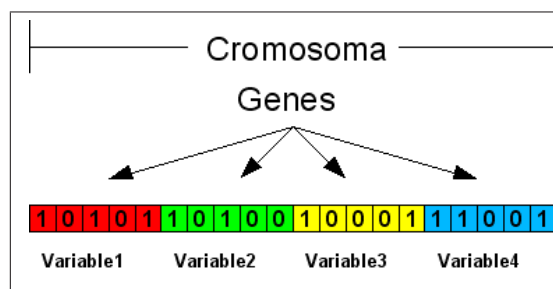 Cromosoma
Genes
1 0 1 0 1 1 0 1 0 0 1 0 0 0 1 1 1 0 0 1
Variable1 Variable2 Variable3 Variable4